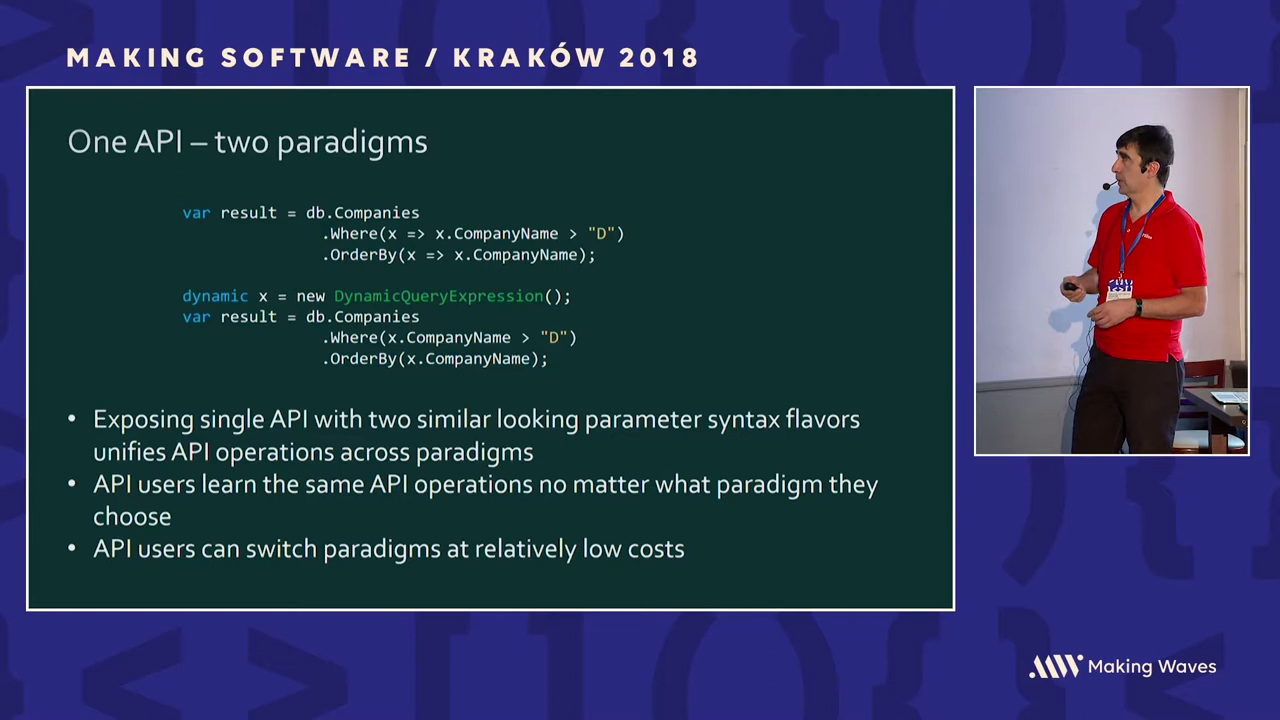 MAKING SOFTWARE / KRAKÓW 2018
One API – two paradigms
var result = db.Companies
.Where(x => x.CompanyName > "D")
.OrderBy(x => x.CompanyName);
dynamic x = new DynamicQueryExpression();
var result = db.Companies
.Where(x.CompanyName > "D")
.OrderBy(x.CompanyName);
• Exposing single API with two similar looking parameter syntax flavors
unifies API operations across paradigms
• API users learn the same API operations no matter what paradigm they
choose
• API users can switch paradigms at relatively low costs
Making Waves